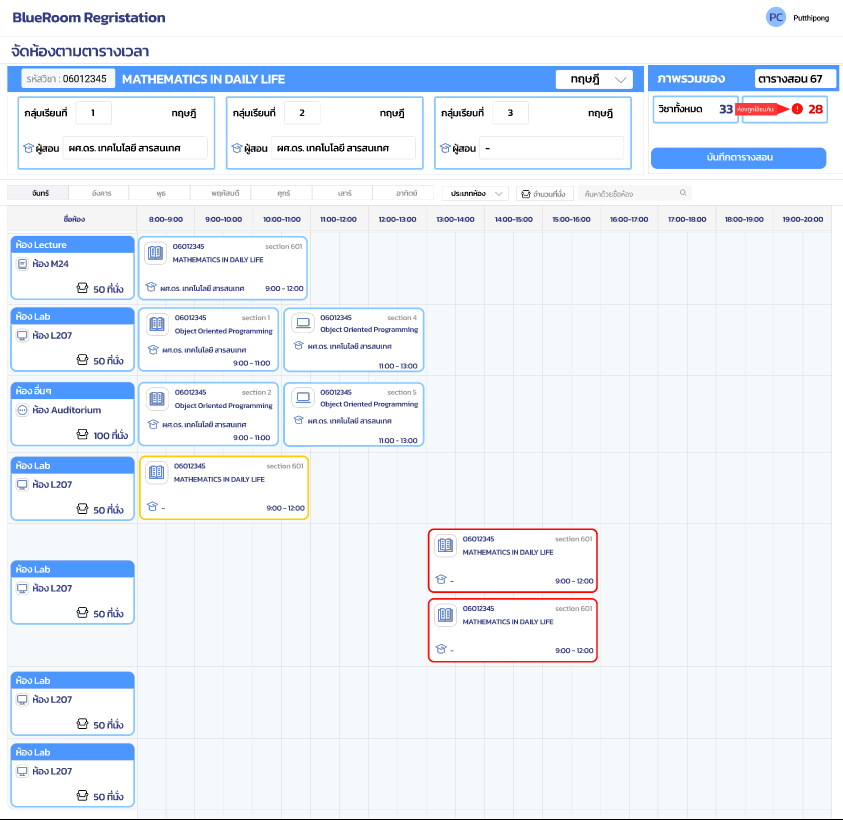 BlueRoom Regristation
PC Putthipong
จัดห้องตามตารางเวลา
รหัสวิชา : 06012345 MATHEMATICS IN DAILY LIFE ทฤษฎี
ภาพรวมของ ตารางสอน 67
กลุ่มเรียนที่ 1 ทฤษฎี
ผู้สอน ผศ.ดร. เทคโนโลยี สารสนเทศ
กลุ่มเรียนที่ 2 ทฤษฎี
ผู้สอน ผศ.ดร. เทคโนโลยี สารสนเทศ
กลุ่มเรียนที่ 3 ทฤษฎี
ผู้สอน -
วิชาทั้งหมด 33
28
บันทึกตารางสอน
จันทร์ อังคาร พุธ พฤหัสบดี ศุกร์ เสาร์ อาทิตย์ ประเภทห้อง จำนวนที่นั่ง ค้นหาด้วยชื่อห้อง
ชื่อห้อง 8:00-9:00 9:00-10:00 10:00-11:00 11:00-12:00 12:00-13:00 13:00-14:00 14:00-15:00 15:00-16:00 16:00-17:00 17:00-18:00 18:00-19:00 19:00-20:00
ห้อง Lecture
ห้อง M24
50 ที่นั่ง
06012345 section 601
MATHEMATICS IN DAILY LIFE
ผศ.ดร. เทคโนโลยี สารสนเทศ 9:00 - 12:00
ห้อง Lab
ห้อง L207
50 ที่นั่ง
06012345 section 1
Object Oriented Programming
ผศ.ดร. เทคโนโลยี สารสนเทศ
9:00 - 11:00
06012345 section 4
Object Oriented Programming
ผศ.ดร. เทคโนโลยี สารสนเทศ
11:00 - 13:00
ห้อง อื่นๆ
ห้อง Auditorium
100 ที่นั่ง
06012345 section 2
Object Oriented Programming
ผศ.ดร. เทคโนโลยี สารสนเทศ
9:00 - 11:00
06012345 section 5
Object Oriented Programming
ผศ.ดร. เทคโนโลยี สารสนเทศ
11:00 - 13:00
ห้อง Lab
ห้อง L207
50 ที่นั่ง
06012345 section 601
MATHEMATICS IN DAILY LIFE
- 9:00 - 12:00
ห้อง Lab
ห้อง L207
50 ที่นั่ง
06012345 section 601
MATHEMATICS IN DAILY LIFE
- 9:00 - 12:00
06012345 section 601
MATHEMATICS IN DAILY LIFE
- 9:00 - 12:00
ห้อง Lab
ห้อง L207
50 ที่นั่ง
ห้อง Lab
ห้อง L207
50 ที่นั่ง